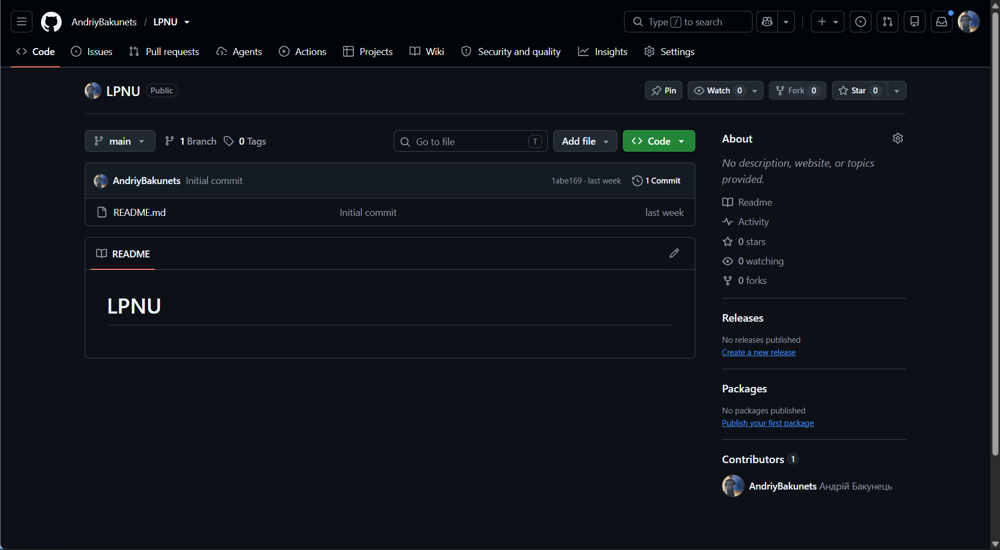 AndriyBakunets / LPNU
Type / to search
Code Issues Pull requests Agents Actions Projects Wiki Security and quality Insights Settings
LPNU Public
Pin Watch 0 Fork 0 Star 0
main 1 Branch 0 Tags
Go to file T Add file Code
AndriyBakunets Initial commit 1abe169 · last week 1 Commit
README.md Initial commit last week
README
LPNU
About
No description, website, or topics
provided.
Readme
Activity
0 stars
0 watching
0 forks
Releases
No releases published
Create a new release
Packages
No packages published
Publish your first package
Contributors 1
AndriyBakunets Андрій Бакунець